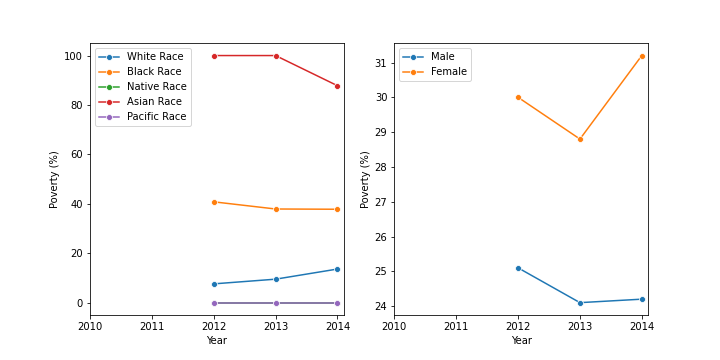 White Race
Black Race
Native Race
Asian Race
Pacific Race
100
80
60
40
20
0
Poverty (%)
2010 2011 2012 2013 2014
Year
Male
Female
31
30
29
28
27
26
25
24
Poverty (%)
2010 2011 2012 2013 2014
Year